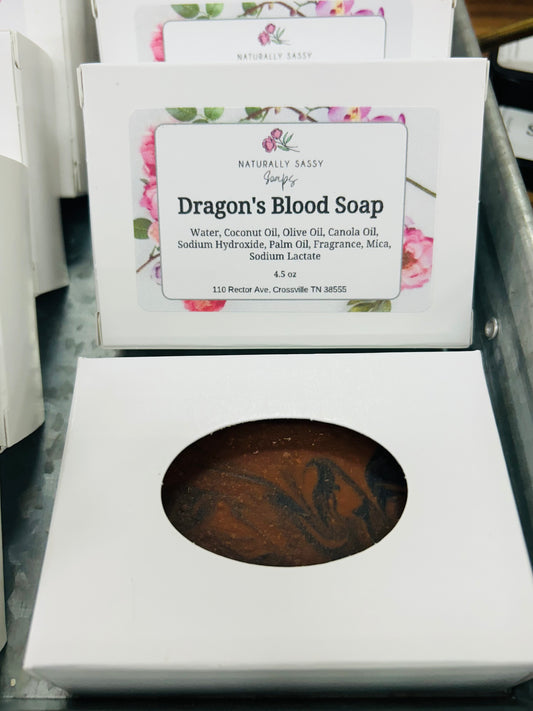 NATURALLY SASSY
NATURALLY SASSY
Soaps
Dragon's Blood Soap
Water, Coconut Oil, Olive Oil, Canola Oil,
Sodium Hydroxide, Palm Oil, Fragrance, Mica,
Sodium Lactate
4.5 oz
110 Rector Ave. Crossville TN 38555